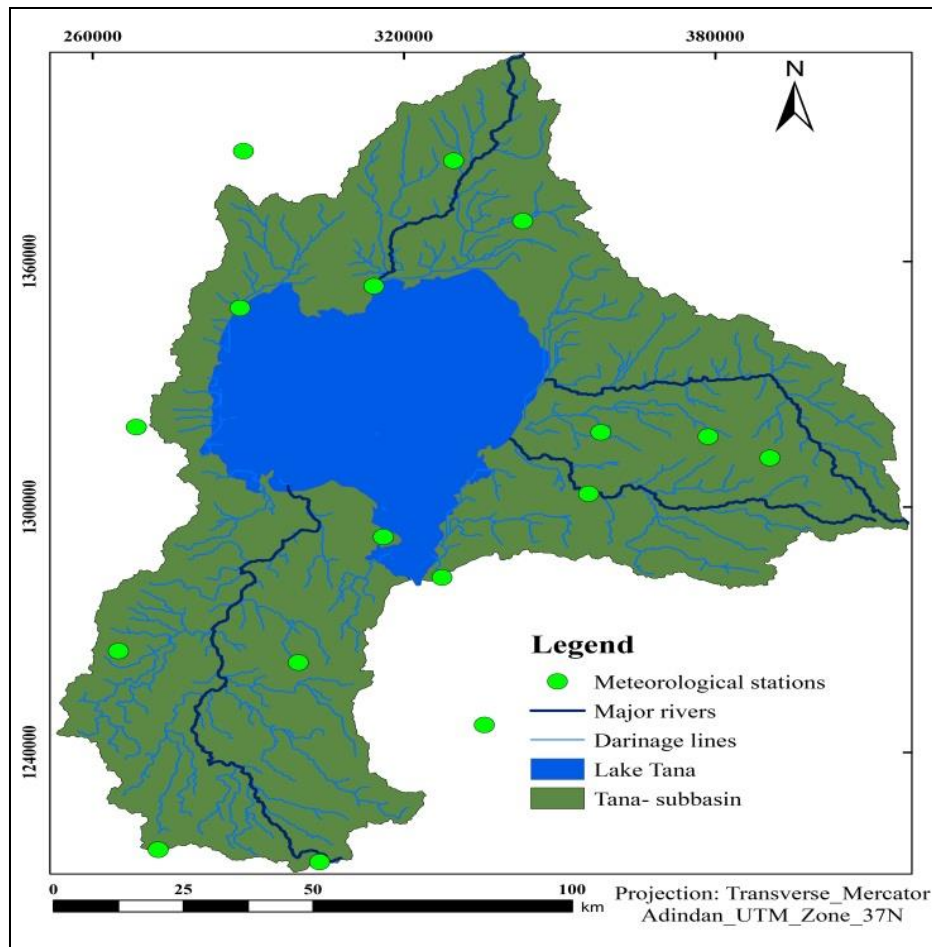 260000 320000 380000
N
1360000
1300000
1240000
Legend
Meteorological stations
Major rivers
Darinage lines
Lake Tana
Tana- subbasin
0 25 50 100
km
Projection: Transverse_Mercator
Adindan_UTM_Zone_37N